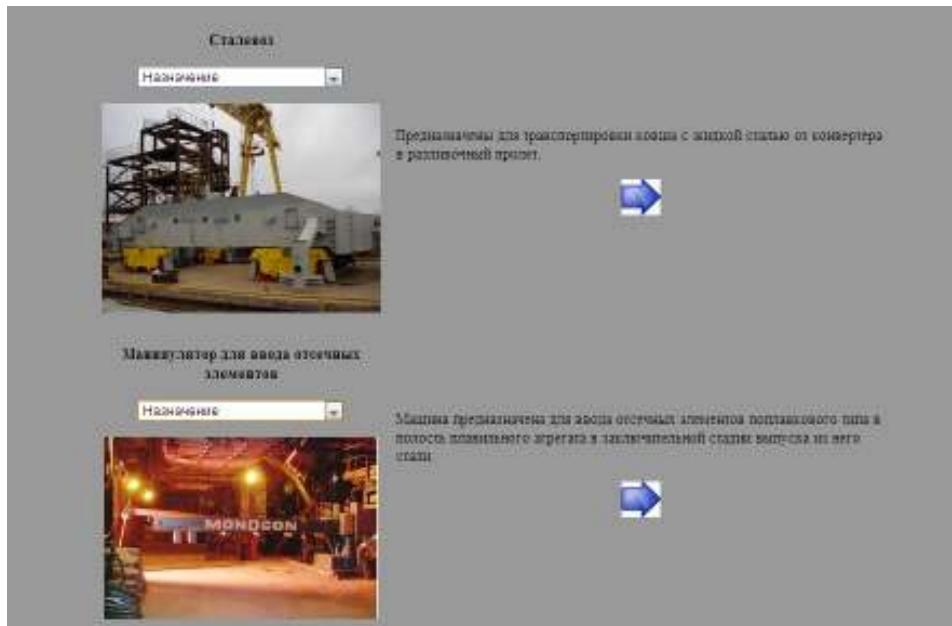 Сталевоз
Назначение
Предназначены для транспортировки ковша с жидкой сталью от конвертера
в разливочный пролет.
Манипулятор для ввода отсечных
элементов
Назначение
Машина предназначена для ввода отсечных элементов поплавкового типа в
полость плавильного агрегата в заключительной стадии выпуска из него
стали
MONOCON